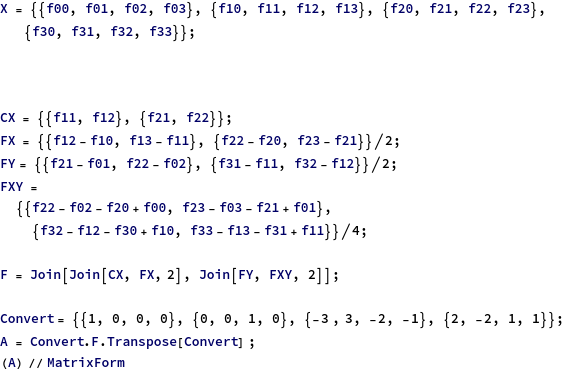 X = {{f00, f01, f02, f03}, {f10, f11, f12, f13}, {f20, f21, f22, f23},
{f30, f31, f32, f33}};
CX = {{f11, f12}, {f21, f22}};
FX = {{f12 - f10, f13 - f11}, {f22 - f20, f23 - f21}}/2;
FY = {{f21 - f01, f22 - f02}, {f31 - f11, f32 - f12}}/2;
FXY =
{{f22 - f02 - f20 + f00, f23 - f03 - f21 + f01},
{f32 - f12 - f30 + f10, f33 - f13 - f31 + f11}}/4;
F = Join[Join[CX, FX, 2], Join[FY, FXY, 2]];
Convert = {{1, 0, 0, 0}, {0, 0, 1, 0}, {-3 , 3, -2, -1}, {2, -2, 1, 1}};
A = Convert.F.Transpose[Convert] ;
(A) // MatrixForm